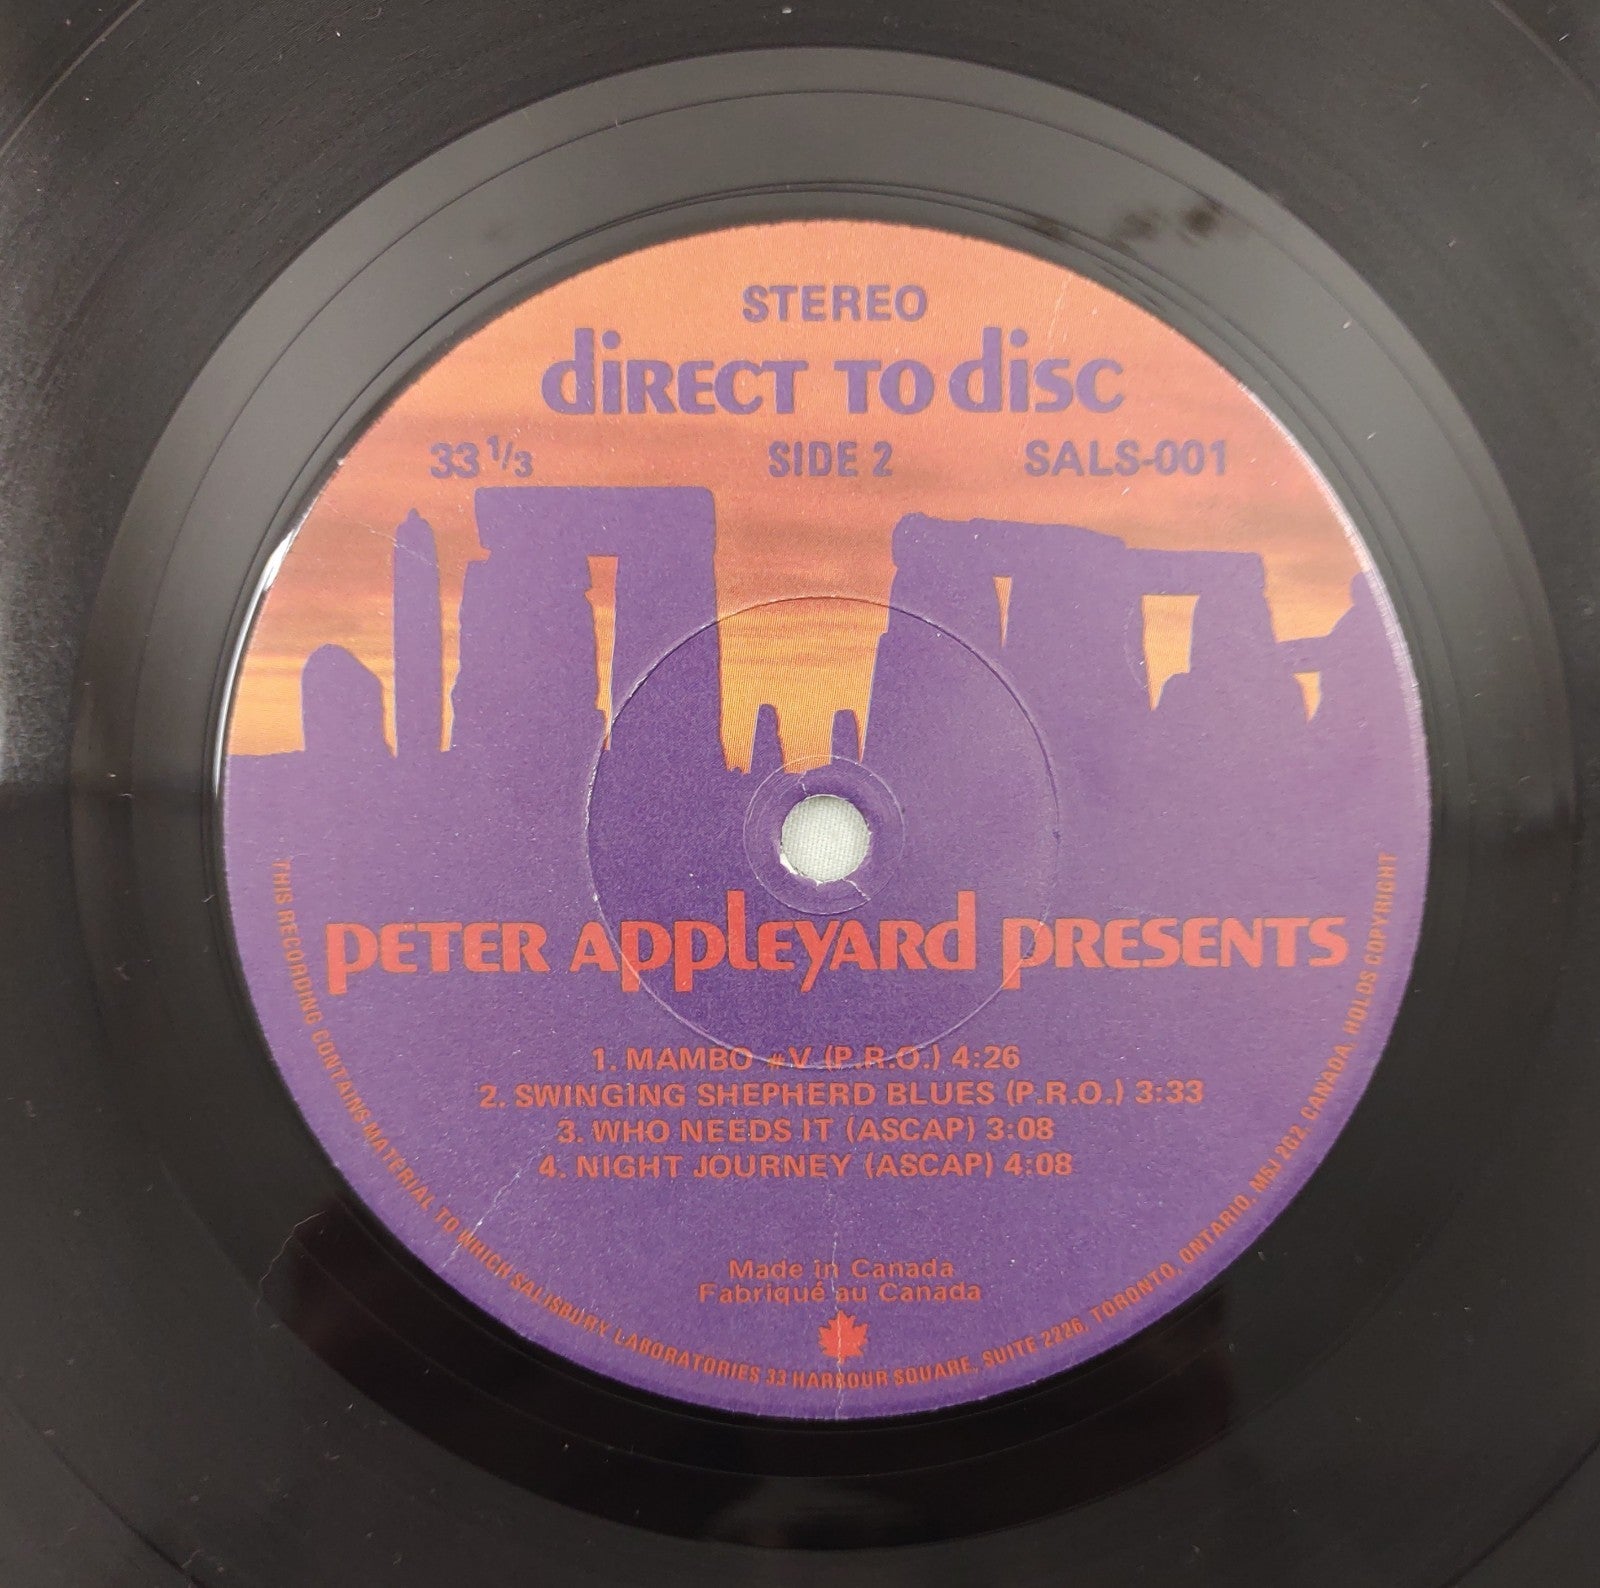 STEREO
diRECT TO disc
33 1/3 SIDE 2 SALS-001
PETER APPLEYARd PRESENTS
1. MAMBO #V (P.R.O.) 4:26
2. SWINGING SHEPHERD BLUES (P.R.O.) 3:33
3. WHO NEEDS IT (ASCAP) 3:08
4. NIGHT JOURNEY (ASCAP) 4:08
Made in Canada
Fabriqué au Canada
THIS RECORDING CONTAINS MATERIAL TO WHICH SALISBURY LABORATORIES 33 HARBOUR SQUARE, SUITE 2226, TORONTO, ONTARIO, M5J 2G2, CANADA, HOLDS COPYRIGHT